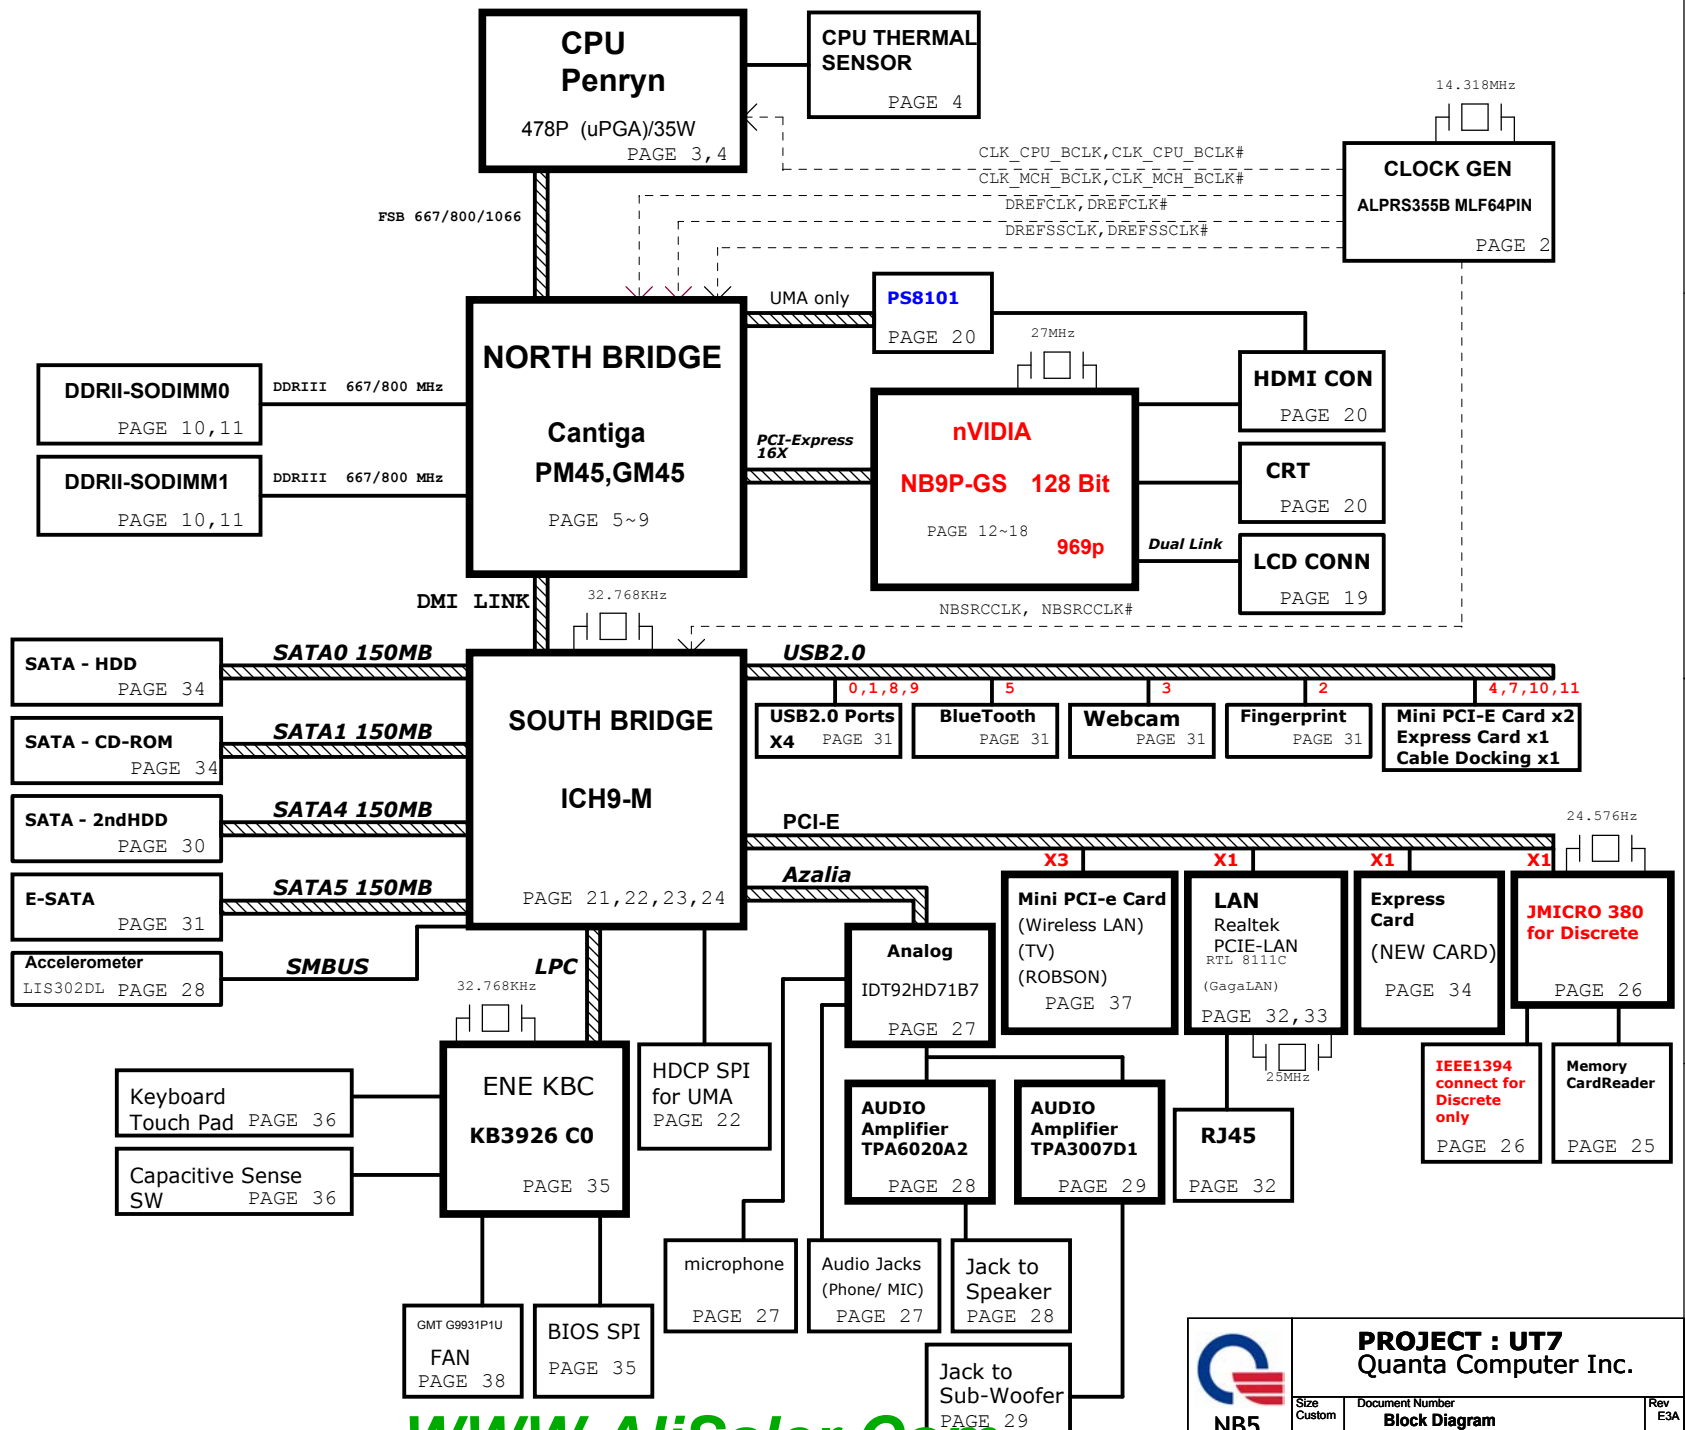 CPU
Penryn
478P (uPGA)/35W
PAGE 3,4
CPU THERMAL
SENSOR
PAGE 4
14.318MHz
CLOCK GEN
ALPRS355B MLF64PIN
PAGE 2
CLK_CPU_BCLK,CLK_CPU_BCLK#
CLK_MCH_BCLK,CLK_MCH_BCLK#
DREFCLK,DREFCLK#
DREFSSCLK,DREFSSCLK#
FSB 667/800/1066
NORTH BRIDGE
Cantiga
PM45,GM45
PAGE 5~9
UMA only
PS8101
PAGE 20
27MHz
HDMI CON
PAGE 20
DDRII-SODIMM0
PAGE 10,11
DDRIII 667/800 MHz
DDRII-SODIMM1
PAGE 10,11
DDRIII 667/800 MHz
PCI-Express
16X
nVIDIA
NB9P-GS 128 Bit
PAGE 12~18
969p
CRT
PAGE 20
Dual Link
LCD CONN
PAGE 19
DMI LINK
32.768KHz
NBSRCCLK, NBSRCCLK#
SATA - HDD
PAGE 34
SATA0 150MB
SATA - CD-ROM
PAGE 34
SATA1 150MB
SATA - 2ndHDD
PAGE 30
SATA4 150MB
E-SATA
PAGE 31
SATA5 150MB
Accelerometer
LIS302DL PAGE 28
SMBUS
SOUTH BRIDGE
ICH9-M
PAGE 21,22,23,24
USB2.0
0,1,8,9
5
3
2
4,7,10,11
USB2.0 Ports
X4 PAGE 31
BlueTooth
PAGE 31
Webcam
PAGE 31
Fingerprint
PAGE 31
Mini PCI-E Card x2
Express Card x1
Cable Docking x1
PCI-E
24.576Hz
X3
X1
X1
X1
Azalia
Mini PCI-e Card
(Wireless LAN)
(TV)
(ROBSON)
PAGE 37
LAN
Realtek
PCIE-LAN
RTL 8111C
(GagaLAN)
PAGE 32,33
25MHz
Express
Card
(NEW CARD)
PAGE 34
JMICRO 380
for Discrete
PAGE 26
Analog
IDT92HD71B7
PAGE 27
LPC
32.768KHz
ENE KBC
KB3926 C0
PAGE 35
HDCP SPI
for UMA
PAGE 22
Keyboard
Touch Pad PAGE 36
Capacitive Sense
SW PAGE 36
AUDIO
Amplifier
TPA6020A2
PAGE 28
AUDIO
Amplifier
TPA3007D1
PAGE 29
RJ45
PAGE 32
IEEE1394
connect for
Discrete
only
PAGE 26
Memory
CardReader
PAGE 25
microphone
PAGE 27
Audio Jacks
(Phone/ MIC)
PAGE 27
Jack to
Speaker
PAGE 28
GMT G9931P1U
FAN
PAGE 38
BIOS SPI
PAGE 35
Jack to
Sub-Woofer
PAGE 29
WWW.AliSaler.Com
NB5
PROJECT : UT7
Quanta Computer Inc.
Size
Custom
Document Number
Block Diagram
Rev
E3A